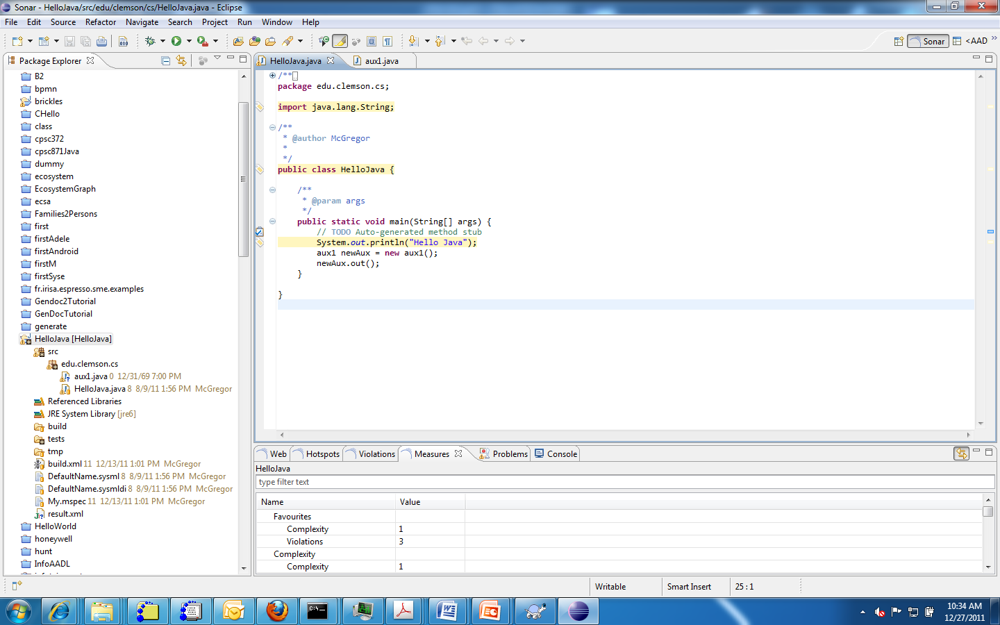 Sonar - HelloJava/src/edu/clemson/cs/HelloJava.java - Eclipse
File Edit Source Refactor Navigate Search Project Run Window Help
Sonar <AAD
Package Explorer
B2
bpmn
brickles
CHello
class
cpsc372
cpsc871Java
dummy
ecosystem
EcosystemGraph
ecsa
Families2Persons
first
firstAdele
firstAndroid
firstM
firstSyse
fr.irisa.espresso.sme.examples
Gendoc2Tutorial
GenDocTutorial
generate
HelloJava [HelloJava]
src
edu.clemson.cs
aux1.java 0 12/31/69 7:00 PM
HelloJava.java 8 8/9/11 1:56 PM McGregor
Referenced Libraries
JRE System Library [jre6]
build
tests
tmp
build.xml 11 12/13/11 1:01 PM McGregor
DefaultName.sysml 8 8/9/11 1:56 PM McGregor
DefaultName.sysmldi 8 8/9/11 1:56 PM McGregor
My.mspec 11 12/13/11 1:01 PM McGregor
result.xml
HelloWorld
honeywell
hunt
InfoAADL
HelloJava.java aux1.java
/**
package edu.clemson.cs;
import java.lang.String;
/**
* @author McGregor
*
*/
public class HelloJava {
/**
* @param args
*/
public static void main(String[] args) {
// TODO Auto-generated method stub
System.out.println("Hello Java");
aux1 newAux = new aux1();
newAux.out();
}
}
Web Hotspots Violations Measures Problems Console
HelloJava
type filter text
Name Value
Favourites
Complexity 1
Violations 3
Complexity
Complexity 1
Writable Smart Insert 25 : 1
10:34 AM
12/27/2011